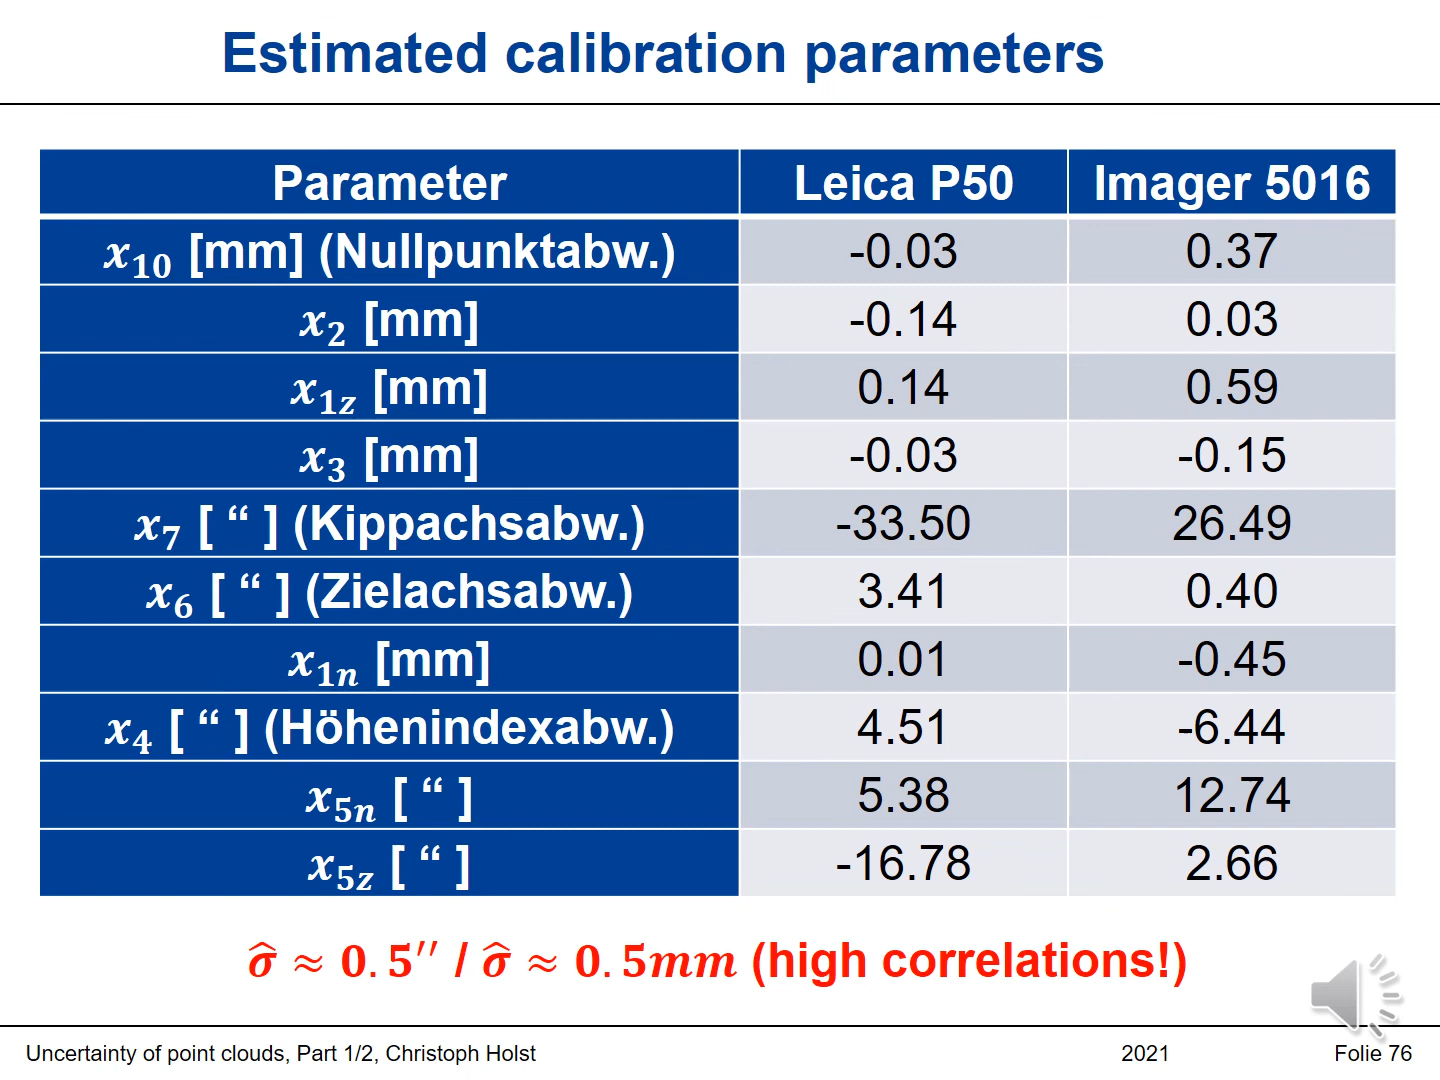 Estimated calibration parameters
Parameter Leica P50 Imager 5016
x₁₀ [mm] (Nullpunktabw.) -0.03 0.37
x₂ [mm] -0.14 0.03
x₁z [mm] 0.14 0.59
x₃ [mm] -0.03 -0.15
x₇ [ “ ] (Kippachsabw.) -33.50 26.49
x₆ [ “ ] (Zielachsabw.) 3.41 0.40
x₁ₙ [mm] 0.01 -0.45
x₄ [ “ ] (Höhenindexabw.) 4.51 -6.44
x₅ₙ [ “ ] 5.38 12.74
x₅z [ “ ] -16.78 2.66
σ̂ ≈ 0.5′′ / σ̂ ≈ 0.5mm (high correlations!)
Uncertainty of point clouds, Part 1/2, Christoph Holst 2021 Folie 76